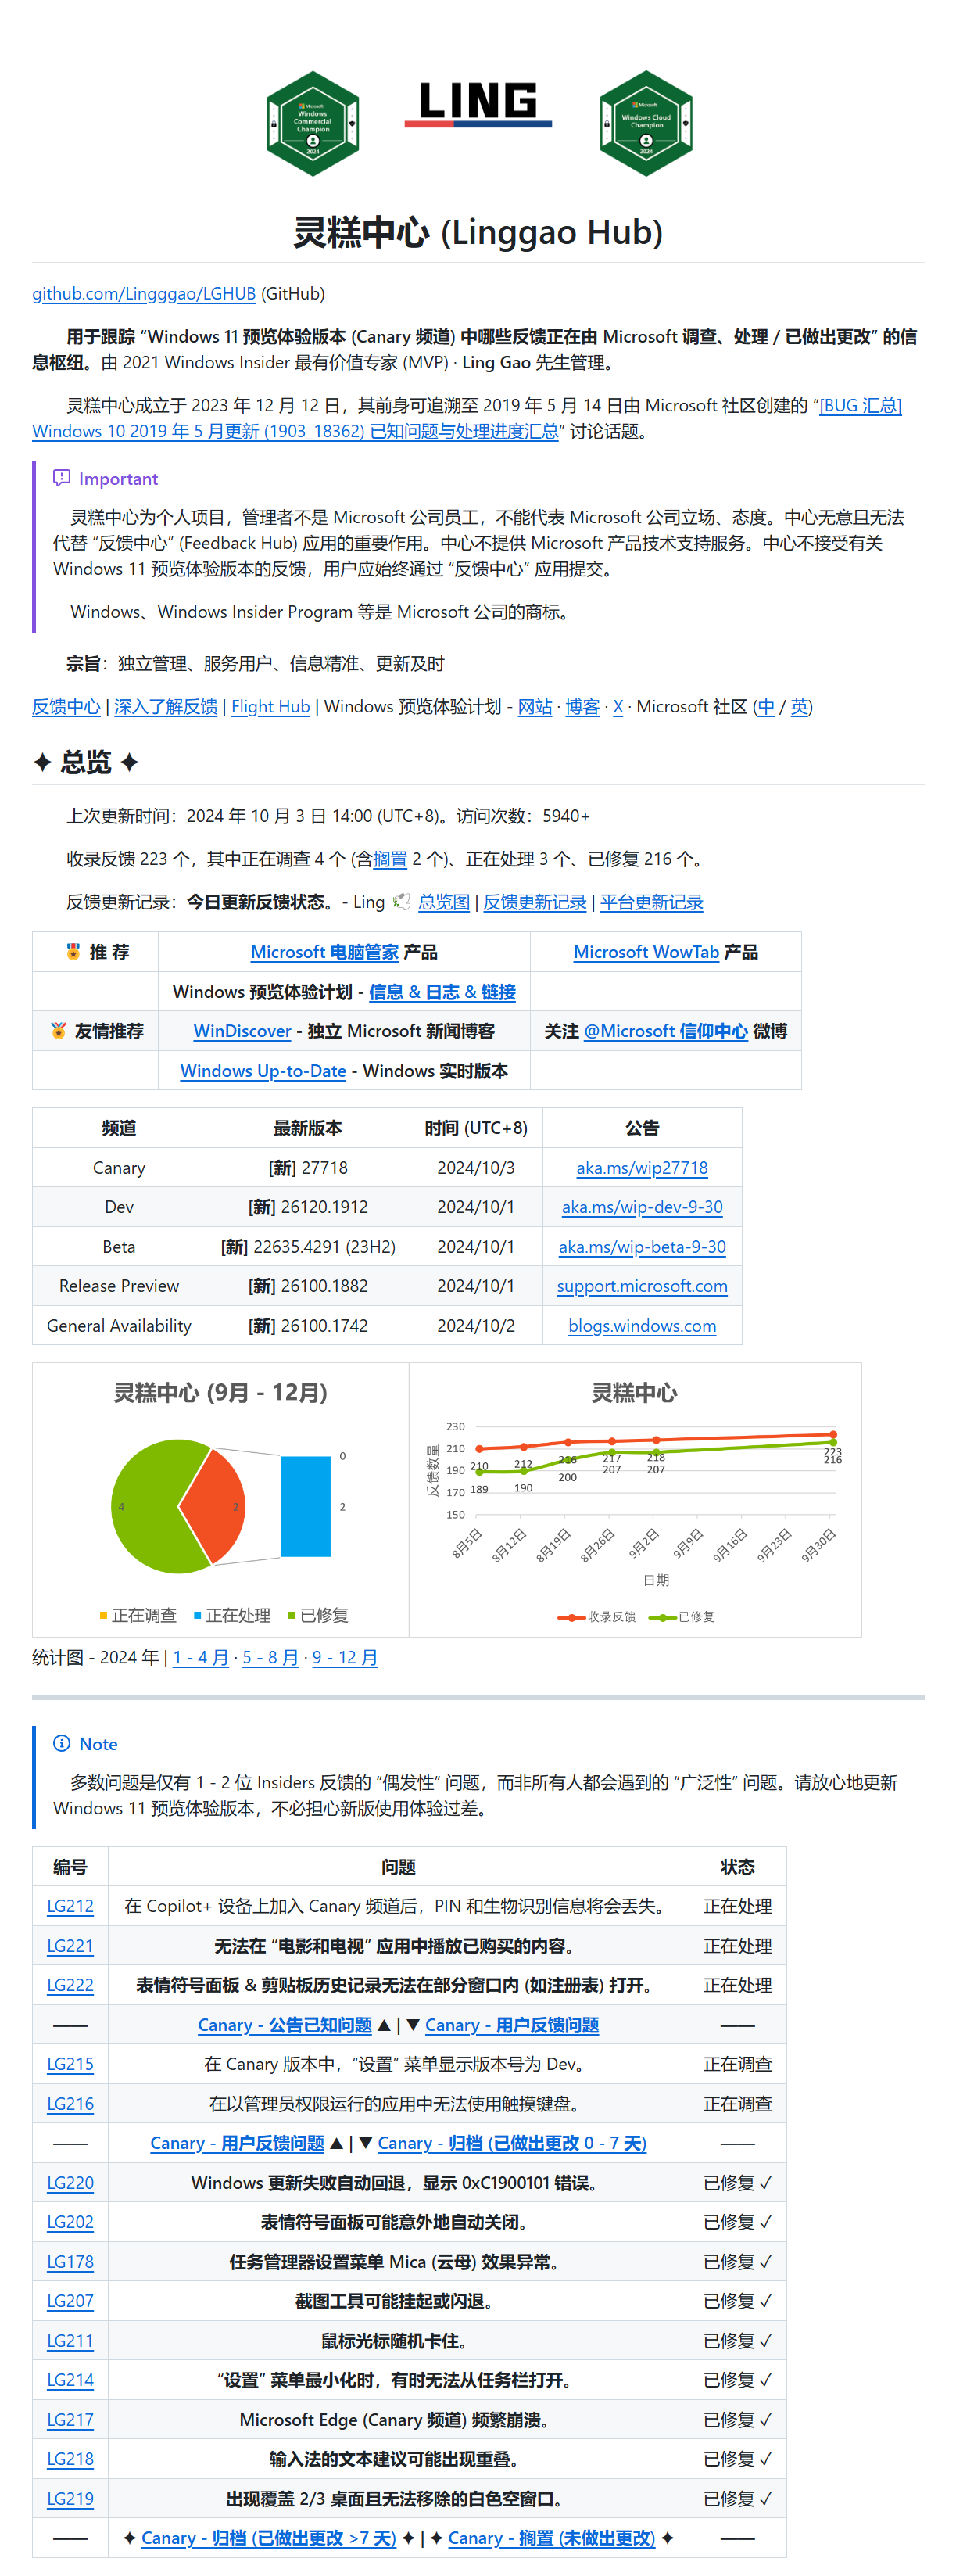 Microsoft
Windows
Commercial
Champion
2024
LING
Microsoft
Windows Cloud
Champion
2024
灵糕中心 (Linggao Hub)
github.com/Lingggao/LGHUB (GitHub)
用于跟踪 “Windows 11 预览体验版本 (Canary 频道) 中哪些反馈正在由 Microsoft 调查、处理 / 已做出更改” 的信
息枢纽。由 2021 Windows Insider 最有价值专家 (MVP) · Ling Gao 先生管理。
灵糕中心成立于 2023 年 12 月 12 日，其前身可追溯至 2019 年 5 月 14 日由 Microsoft 社区创建的 “[BUG 汇总]
Windows 10 2019 年 5 月更新 (1903_18362) 已知问题与处理进度汇总” 讨论话题。
Important
灵糕中心为个人项目，管理者不是 Microsoft 公司员工，不能代表 Microsoft 公司立场、态度。中心无意且无法
代替 “反馈中心” (Feedback Hub) 应用的重要作用。中心不提供 Microsoft 产品技术支持服务。中心不接受有关
Windows 11 预览体验版本的反馈，用户应始终通过 “反馈中心” 应用提交。
Windows、Windows Insider Program 等是 Microsoft 公司的商标。
宗旨：独立管理、服务用户、信息精准、更新及时
反馈中心 | 深入了解反馈 | Flight Hub | Windows 预览体验计划 - 网站 · 博客 · X · Microsoft 社区 (中 / 英)
✦ 总览 ✦
上次更新时间：2024 年 10 月 3 日 14:00 (UTC+8)。访问次数：5940+
收录反馈 223 个，其中正在调查 4 个 (含搁置 2 个)、正在处理 3 个、已修复 216 个。
反馈更新记录：今日更新反馈状态。- Ling 🕊 总览图 | 反馈更新记录 | 平台更新记录
🏅 推 荐 Microsoft 电脑管家 产品 Microsoft WowTab 产品
Windows 预览体验计划 - 信息 & 日志 & 链接
🏅 友情推荐 WinDiscover - 独立 Microsoft 新闻博客 关注 @Microsoft 信仰中心 微博
Windows Up-to-Date - Windows 实时版本
频道 最新版本 时间 (UTC+8) 公告
Canary [新] 27718 2024/10/3 aka.ms/wip27718
Dev [新] 26120.1912 2024/10/1 aka.ms/wip-dev-9-30
Beta [新] 22635.4291 (23H2) 2024/10/1 aka.ms/wip-beta-9-30
Release Preview [新] 26100.1882 2024/10/1 support.microsoft.com
General Availability [新] 26100.1742 2024/10/2 blogs.windows.com
灵糕中心 (9月 - 12月)
4 2 0 2
正在调查 正在处理 已修复
灵糕中心
反馈数量
230
210
190
170
150
210 212 216 217 218 223
189 190 200 207 207 216
8月5日 8月12日 8月19日 8月26日 9月2日 9月9日 9月16日 9月23日 9月30日
日期
收录反馈 已修复
统计图 - 2024 年 | 1 - 4 月 · 5 - 8 月 · 9 - 12 月
Note
多数问题是仅有 1 - 2 位 Insiders 反馈的 “偶发性” 问题，而非所有人都会遇到的 “广泛性” 问题。请放心地更新
Windows 11 预览体验版本，不必担心新版使用体验过差。
编号 问题 状态
LG212 在 Copilot+ 设备上加入 Canary 频道后，PIN 和生物识别信息将会丢失。 正在处理
LG221 无法在 “电影和电视” 应用中播放已购买的内容。 正在处理
LG222 表情符号面板 & 剪贴板历史记录无法在部分窗口内 (如注册表) 打开。 正在处理
—— Canary - 公告已知问题 ▲ | ▼ Canary - 用户反馈问题 ——
LG215 在 Canary 版本中，“设置” 菜单显示版本号为 Dev。 正在调查
LG216 在以管理员权限运行的应用中无法使用触摸键盘。 正在调查
—— Canary - 用户反馈问题 ▲ | ▼ Canary - 归档 (已做出更改 0 - 7 天) ——
LG220 Windows 更新失败自动回退，显示 0xC1900101 错误。 已修复 ✓
LG202 表情符号面板可能意外地自动关闭。 已修复 ✓
LG178 任务管理器设置菜单 Mica (云母) 效果异常。 已修复 ✓
LG207 截图工具可能挂起或闪退。 已修复 ✓
LG211 鼠标光标随机卡住。 已修复 ✓
LG214 “设置” 菜单最小化时，有时无法从任务栏打开。 已修复 ✓
LG217 Microsoft Edge (Canary 频道) 频繁崩溃。 已修复 ✓
LG218 输入法的文本建议可能出现重叠。 已修复 ✓
LG219 出现覆盖 2/3 桌面且无法移除的白色空窗口。 已修复 ✓
—— ✦ Canary - 归档 (已做出更改 >7 天) ✦ | ✦ Canary - 搁置 (未做出更改) ✦ ——